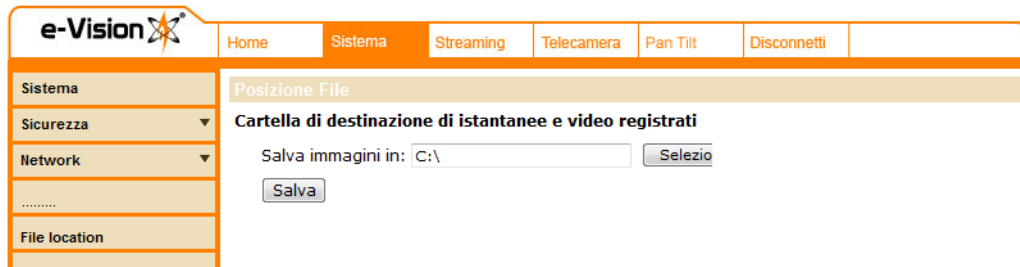 e-Vision
Home Sistema Streaming Telecamera Pan Tilt Disconnetti
Sistema
Sicurezza
Network
.........
File location
Posizione File
Cartella di destinazione di istantanee e video registrati
Salva immagini in: C:\ Selezio
Salva